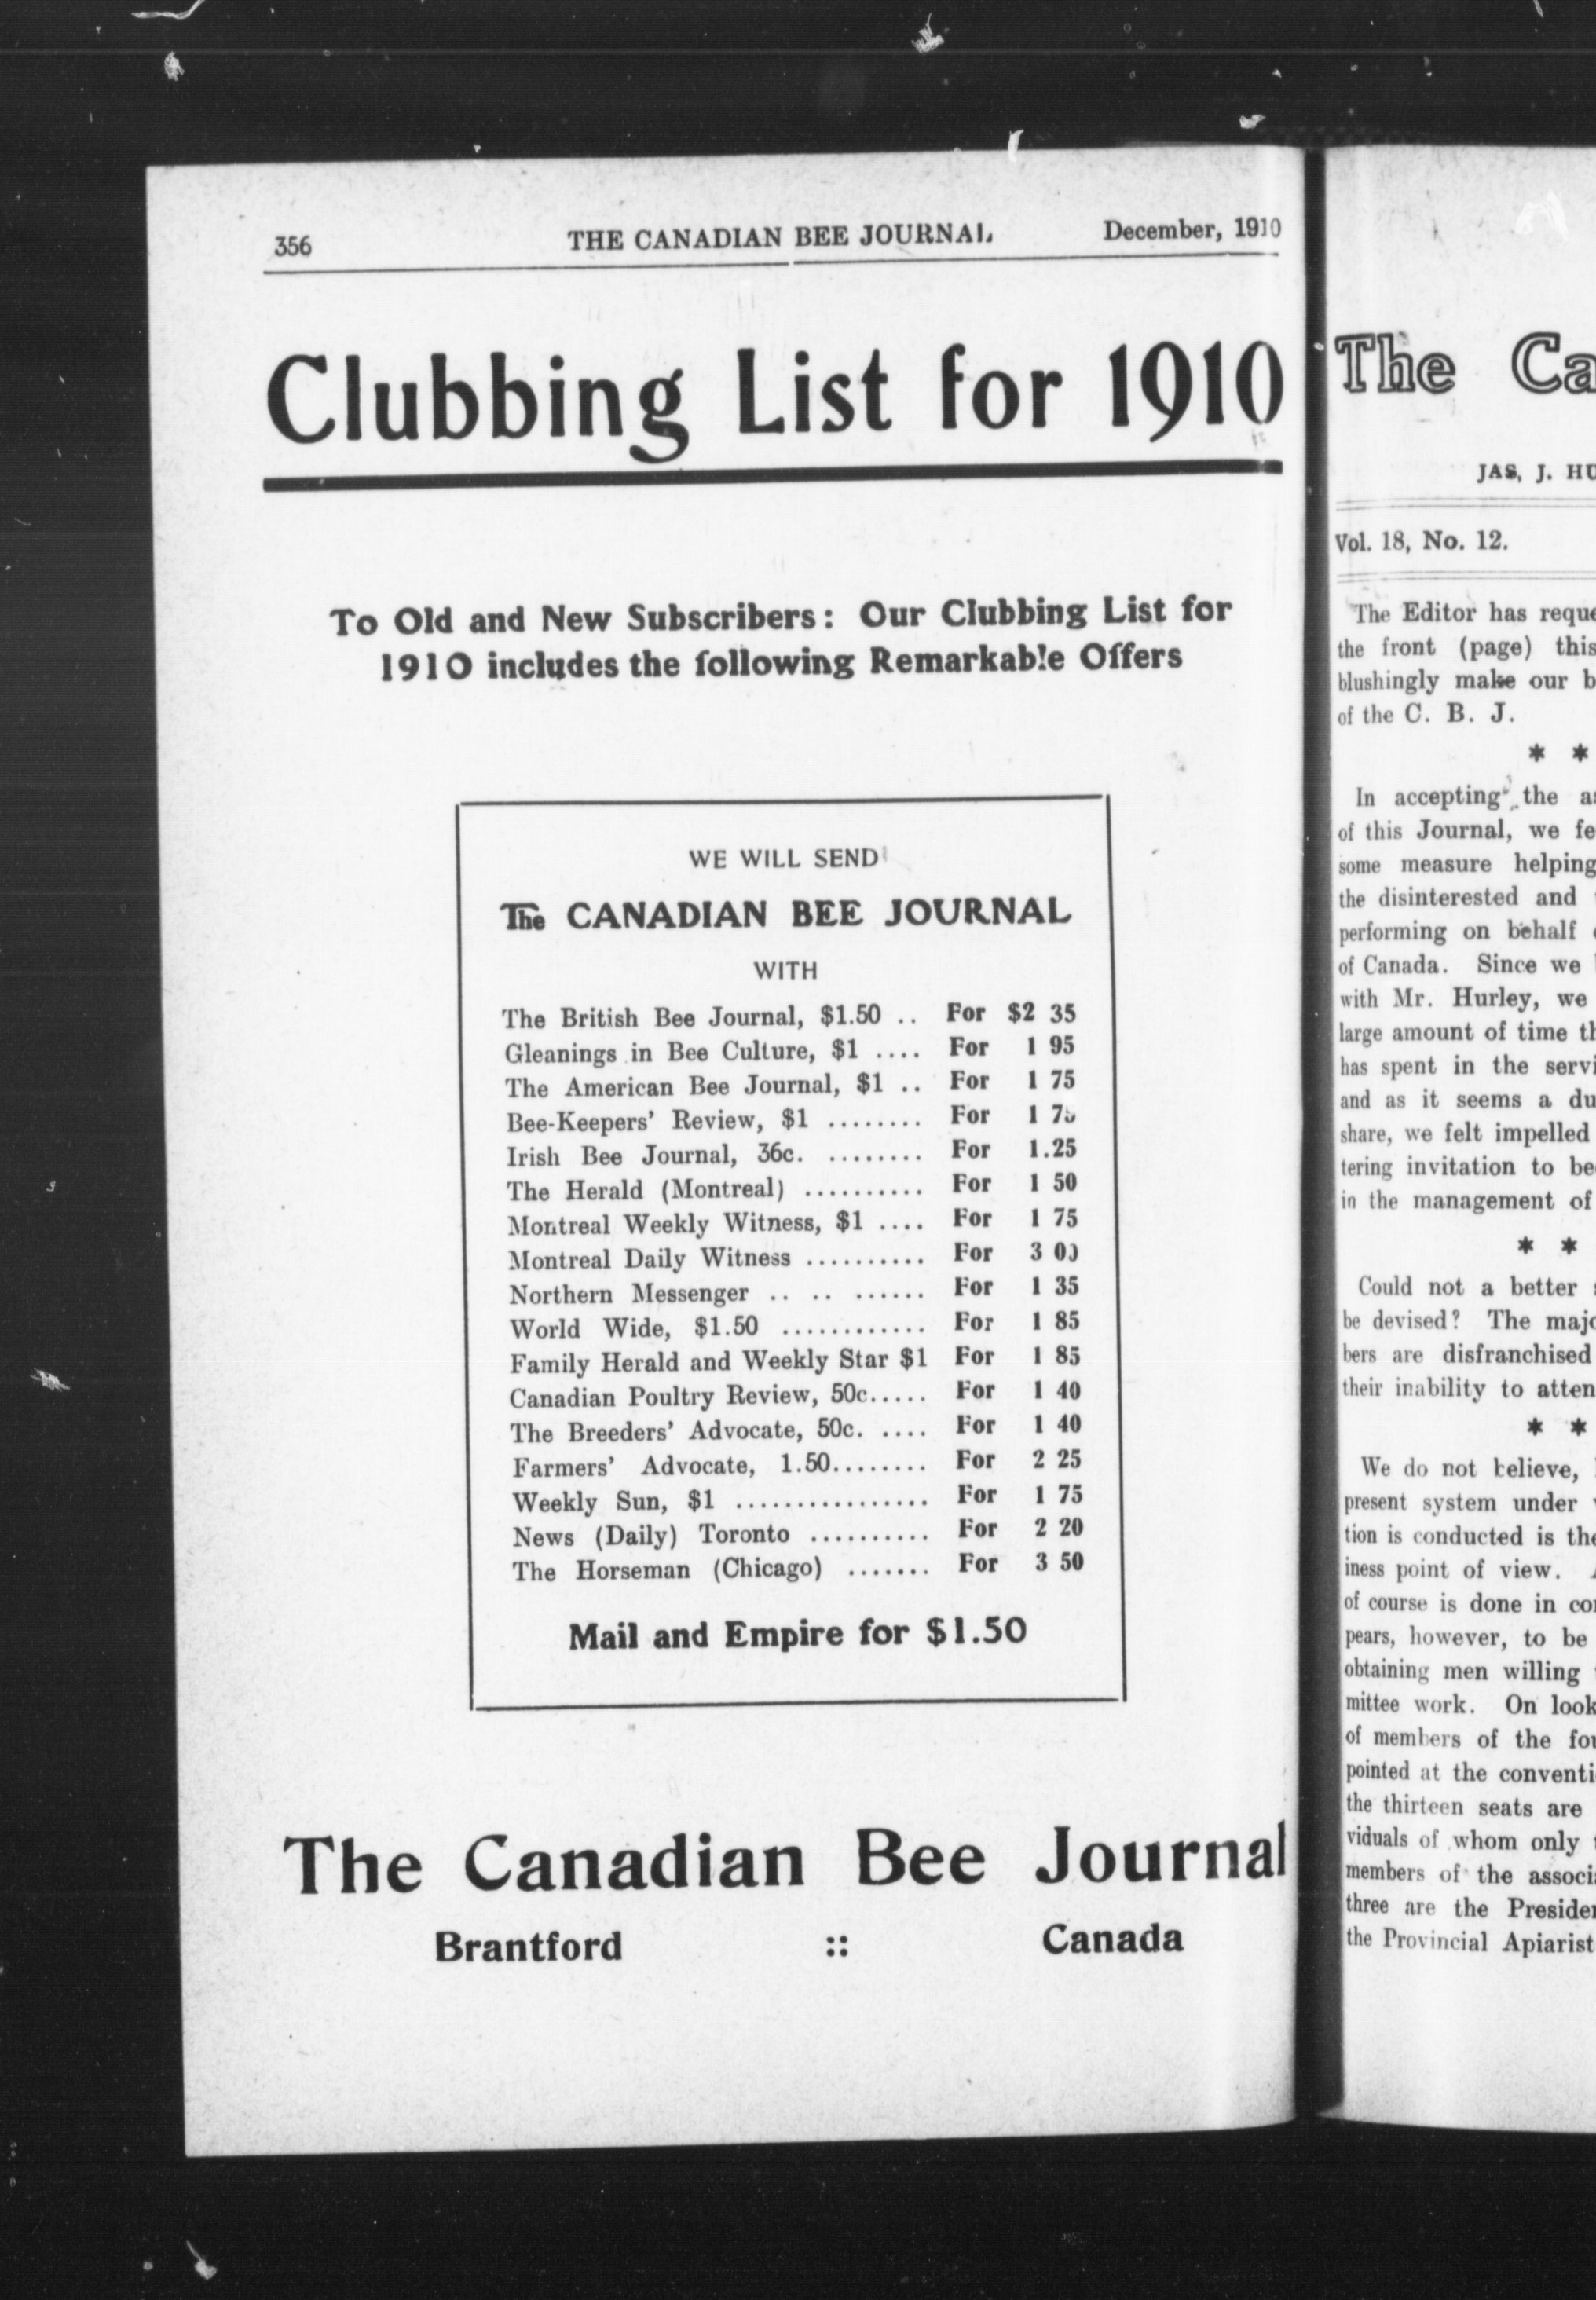 356 THE CANADIAN BEE JOURNAL December, 1910
Clubbing List for 1910
To Old and New Subscribers: Our Clubbing List for
1910 includes the following Remarkable Offers
WE WILL SEND
The CANADIAN BEE JOURNAL
WITH
The British Bee Journal, $1.50 .. For $2 35
Gleanings in Bee Culture, $1 .... For 1 95
The American Bee Journal, $1 .. For 1 75
Bee-Keepers' Review, $1 ........ For 1 75
Irish Bee Journal, 36c. ........ For 1.25
The Herald (Montreal) .......... For 1 50
Montreal Weekly Witness, $1 .... For 1 75
Montreal Daily Witness .......... For 3 00
Northern Messenger .. .. ...... For 1 35
World Wide, $1.50 ............ For 1 85
Family Herald and Weekly Star $1 For 1 85
Canadian Poultry Review, 50c..... For 1 40
The Breeders' Advocate, 50c. .... For 1 40
Farmers' Advocate, 1.50........ For 2 25
Weekly Sun, $1 ................ For 1 75
News (Daily) Toronto .......... For 2 20
The Horseman (Chicago) ....... For 3 50
Mail and Empire for $1.50
The Canadian Bee Journal
Brantford :: Canada
The Ca
JAS, J. HU
Vol. 18, No. 12.
The Editor has reque
the front (page) this
blushingly make our b
of the C. B. J.
* *
In accepting the as
of this Journal, we fe
some measure helping
the disinterested and
performing on behalf
of Canada. Since we
with Mr. Hurley, we
large amount of time th
has spent in the servi
and as it seems a du
share, we felt impelled
tering invitation to be
in the management of
* *
Could not a better
be devised? The majo
bers are disfranchised
their inability to atten
* *
We do not believe,
present system under
tion is conducted is the
iness point of view.
of course is done in co
pears, however, to be
obtaining men willing
mittee work. On look
of members of the fou
pointed at the conventi
the thirteen seats are
viduals of whom only
members of the associ
three are the Presider
the Provincial Apiarist